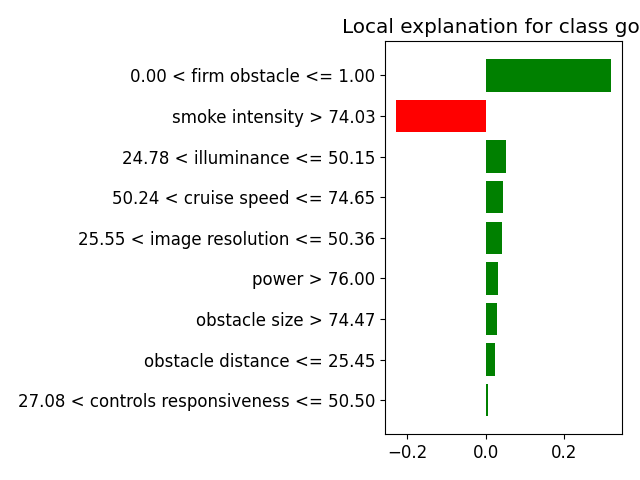 Local explanation for class go
0.00 < firm obstacle <= 1.00
smoke intensity > 74.03
24.78 < illuminance <= 50.15
50.24 < cruise speed <= 74.65
25.55 < image resolution <= 50.36
power > 76.00
obstacle size > 74.47
obstacle distance <= 25.45
27.08 < controls responsiveness <= 50.50
−0.2 0.0 0.2